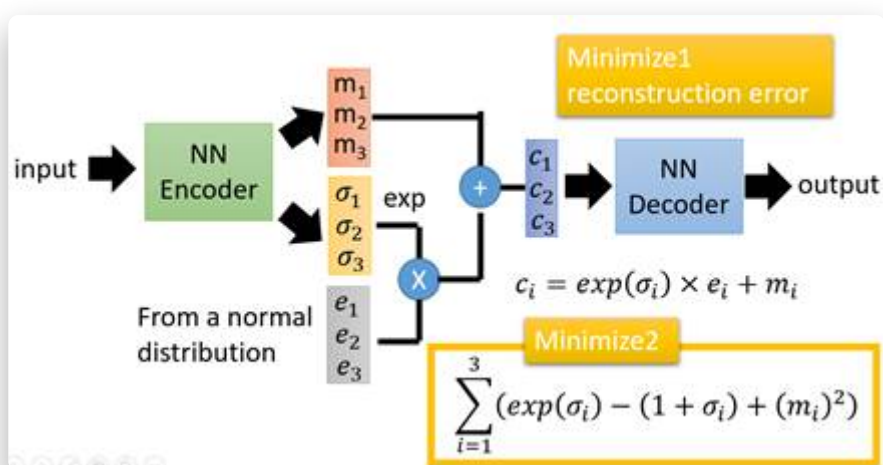 Minimize1
reconstruction error
m₁
m₂
m₃
input
NN
Encoder
σ₁
σ₂
σ₃
exp
+
c₁
c₂
c₃
NN
Decoder
output
X
From a normal
distribution
e₁
e₂
e₃
cᵢ = exp(σᵢ) × eᵢ + mᵢ
Minimize2
∑³ᵢ₌₁(exp(σᵢ) − (1 + σᵢ) + (mᵢ)²)